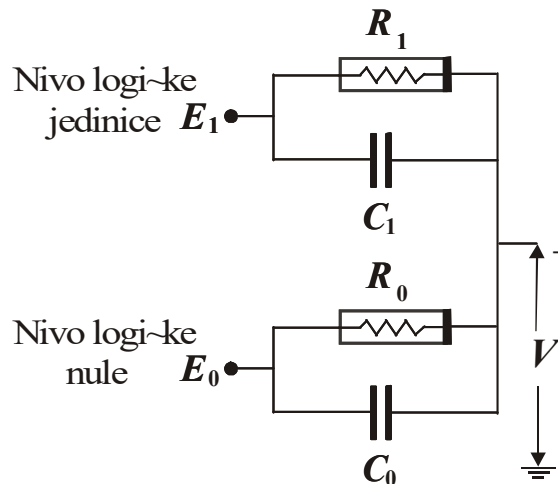 R₁
Nivo logi~ke
jedinice E₁
C₁
R₀
Nivo logi~ke
nule E₀
V
C₀